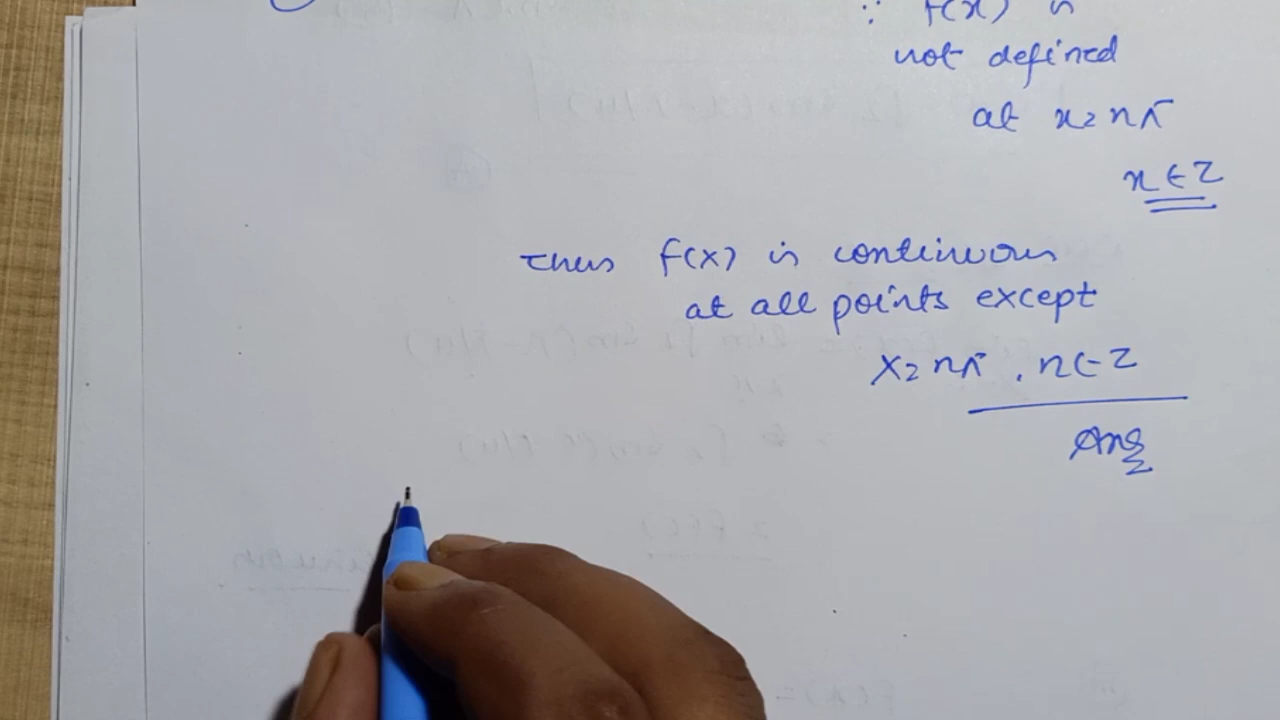 ∵ f(x) is
not defined
at x = nπ
n ∈ Z
Thus f(x) is continuous
at all points except
x = nπ, n ∈ Z
Ans